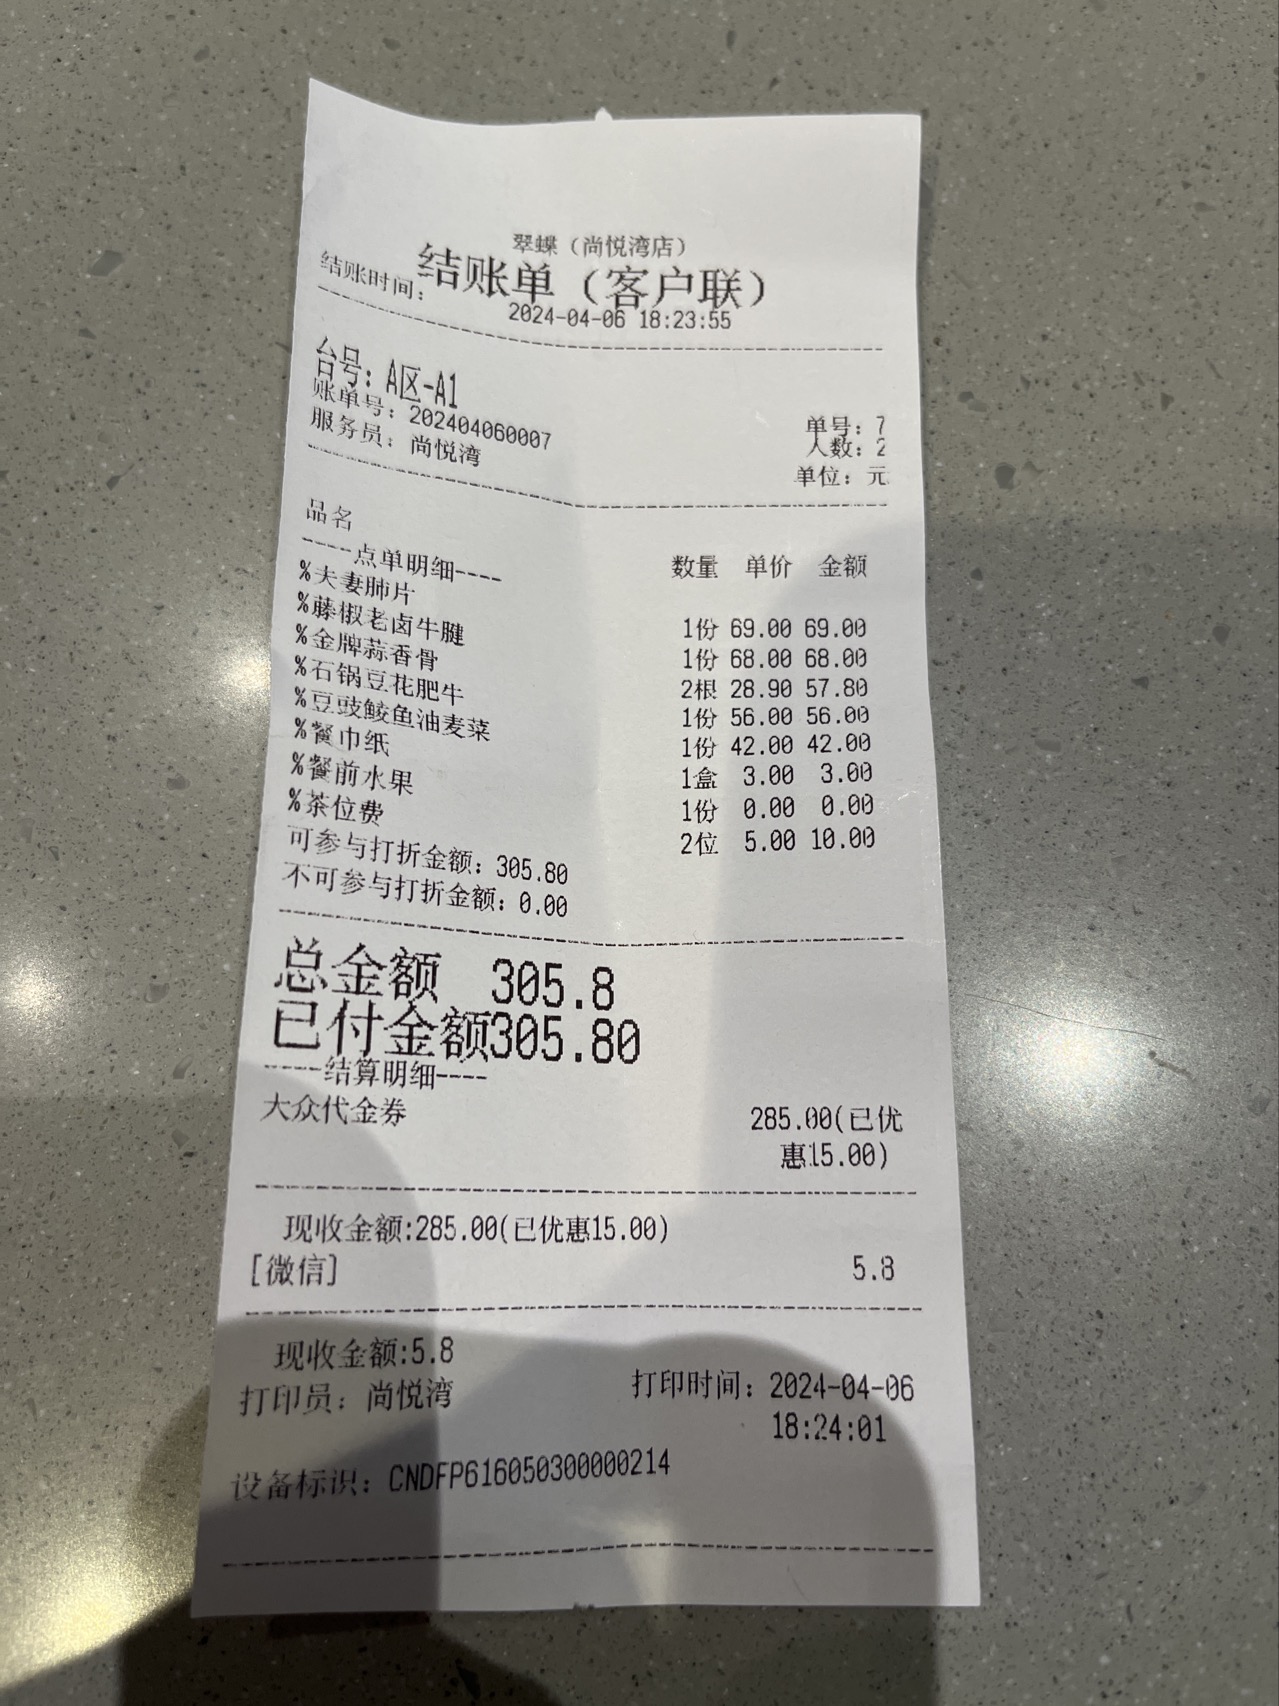 翠蝶（尚悦湾店）
结账单（客户联）
结账时间： 2024-04-06 18:23:55
台号：A区-A1
账单号：202404060007 单号：7
服务员：尚悦湾 人数：2
单位：元
品名 数量 单价 金额
----点单明细----
%夫妻肺片 1份 69.00 69.00
%藤椒老卤牛腱 1份 68.00 68.00
%金牌蒜香骨 2根 28.90 57.80
%石锅豆花肥牛 1份 56.00 56.00
%豆豉鲮鱼油麦菜 1份 42.00 42.00
%餐巾纸 1盒 3.00 3.00
%餐前水果 1份 0.00 0.00
%茶位费 2位 5.00 10.00
可参与打折金额：305.80
不可参与打折金额：0.00
总金额 305.8
已付金额305.80
----结算明细----
大众代金券 285.00(已优
惠15.00)
现收金额:285.00(已优惠15.00)
[微信] 5.8
现收金额:5.8
打印员：尚悦湾 打印时间：2024-04-06
18:24:01
设备标识：CNDFP616050300000214